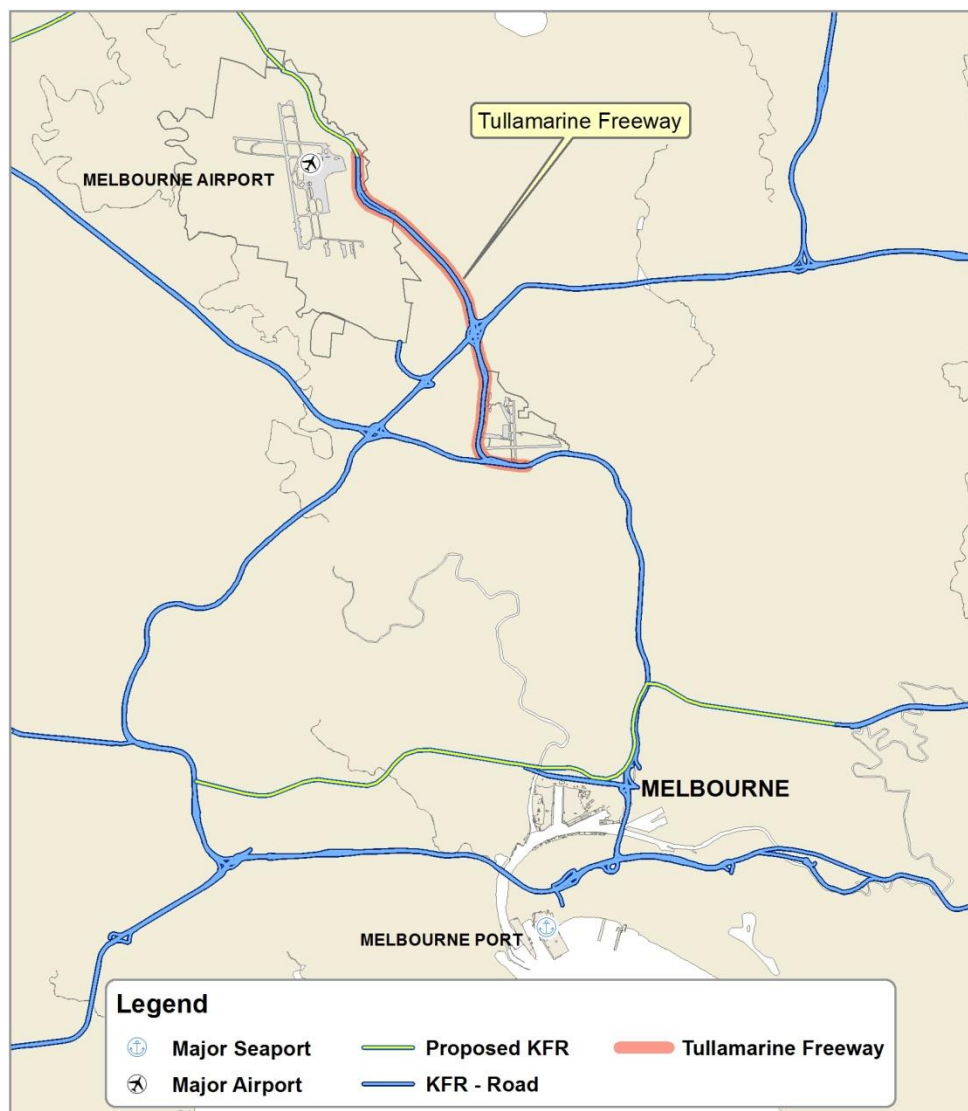 Tullamarine Freeway
MELBOURNE AIRPORT
MELBOURNE
MELBOURNE PORT
Legend
Major Seaport
Proposed KFR
Tullamarine Freeway
Major Airport
KFR - Road